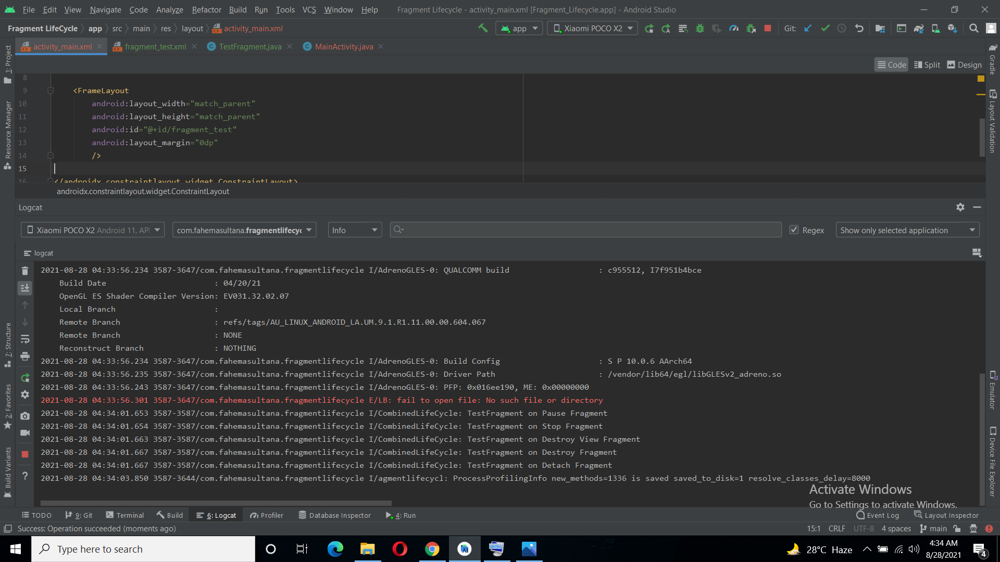 File Edit View Navigate Code Analyze Refactor Build Run Tools VCS Window Help Fragment Lifecycle - activity_main.xml [Fragment_Lifecycle.app] - Android Studio
Fragment LifeCycle app src main res layout activity_main.xml app Xiaomi POCO X2 Git:
activity_main.xml fragment_test.xml TestFragment.java MainActivity.java
Code Split Design
8
9 <FrameLayout
10 android:layout_width="match_parent"
11 android:layout_height="match_parent"
12 android:id="@+id/fragment_test"
13 android:layout_margin="0dp"
14 />
15
16 </androidx.constraintlayout.widget.ConstraintLayout>
androidx.constraintlayout.widget.ConstraintLayout
Logcat
Xiaomi POCO X2 Android 11, API com.fahemasultana.fragmentlifecyc Info Regex Show only selected application
logcat
2021-08-28 04:33:56.234 3587-3647/com.fahemasultana.fragmentlifecycle I/AdrenoGLES-0: QUALCOMM build : c955512, I7f951b4bce
Build Date : 04/20/21
OpenGL ES Shader Compiler Version: EV031.32.02.07
Local Branch :
Remote Branch : refs/tags/AU_LINUX_ANDROID_LA.UM.9.1.R1.11.00.00.604.067
Remote Branch : NONE
Reconstruct Branch : NOTHING
2021-08-28 04:33:56.234 3587-3647/com.fahemasultana.fragmentlifecycle I/AdrenoGLES-0: Build Config : S P 10.0.6 AArch64
2021-08-28 04:33:56.235 3587-3647/com.fahemasultana.fragmentlifecycle I/AdrenoGLES-0: Driver Path : /vendor/lib64/egl/libGLESv2_adreno.so
2021-08-28 04:33:56.243 3587-3647/com.fahemasultana.fragmentlifecycle I/AdrenoGLES-0: PFP: 0x016ee190, ME: 0x00000000
2021-08-28 04:33:56.301 3587-3647/com.fahemasultana.fragmentlifecycle E/LB: fail to open file: No such file or directory
2021-08-28 04:34:01.653 3587-3587/com.fahemasultana.fragmentlifecycle I/CombinedLifeCycle: TestFragment on Pause Fragment
2021-08-28 04:34:01.654 3587-3587/com.fahemasultana.fragmentlifecycle I/CombinedLifeCycle: TestFragment on Stop Fragment
2021-08-28 04:34:01.663 3587-3587/com.fahemasultana.fragmentlifecycle I/CombinedLifeCycle: TestFragment on Destroy View Fragment
2021-08-28 04:34:01.667 3587-3587/com.fahemasultana.fragmentlifecycle I/CombinedLifeCycle: TestFragment on Destroy Fragment
2021-08-28 04:34:01.667 3587-3587/com.fahemasultana.fragmentlifecycle I/CombinedLifeCycle: TestFragment on Detach Fragment
2021-08-28 04:34:03.850 3587-3644/com.fahemasultana.fragmentlifecycle I/agmentlifecycl: ProcessProfilingInfo new_methods=1336 is saved saved_to_disk=1 resolve_classes_delay=8000
Activate Windows
Go to Settings to activate Windows.
1: Project
Resource Manager
7: Structure
2: Favorites
Build Variants
Gradle
Layout Validation
Emulator
Device File Explorer
TODO 9: Git Terminal Build 6: Logcat Profiler Database Inspector 4: Run Event Log Layout Inspector
Success: Operation succeeded (moments ago) 15:1 CRLF UTF-8 4 spaces main
Type here to search 28°C Haze 4:34 AM
8/28/2021 4